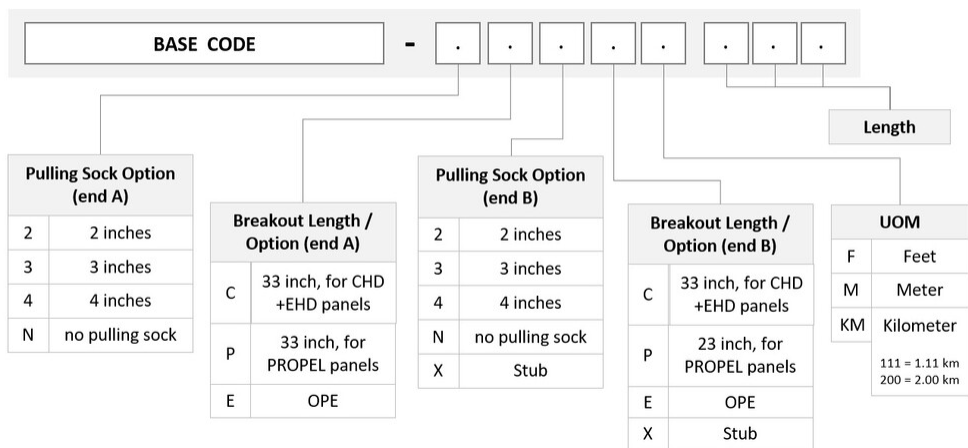 BASE CODE - . . . . . . . .
Length
Pulling Sock Option
(end A)
2 2 inches
3 3 inches
4 4 inches
N no pulling sock
Breakout Length /
Option (end A)
C 33 inch, for CHD
+EHD panels
P 33 inch, for
PROPEL panels
E OPE
Pulling Sock Option
(end B)
2 2 inches
3 3 inches
4 4 inches
N no pulling sock
X Stub
Breakout Length /
Option (end B)
C 33 inch, for CHD
+EHD panels
P 23 inch, for
PROPEL panels
E OPE
X Stub
UOM
F Feet
M Meter
KM Kilometer
111 = 1.11 km
200 = 2.00 km